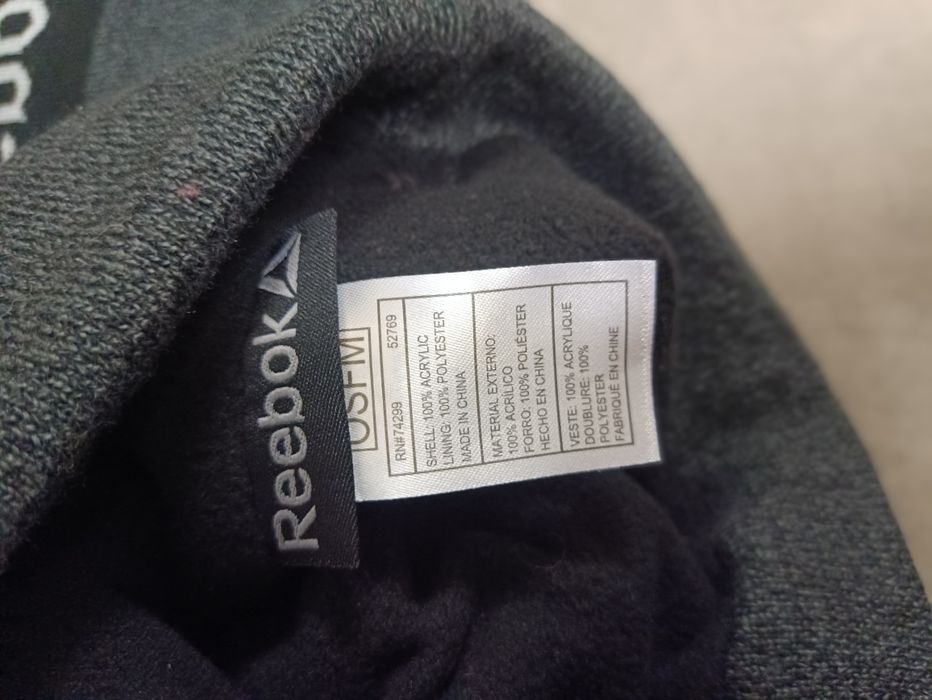 Reebok
OSFM
RN#74299 52769
SHELL: 100% ACRYLIC
LINING: 100% POLYESTER
MADE IN CHINA
MATERIAL EXTERNO:
100% ACRÍLICO
FORRO: 100% POLIÉSTER
HECHO EN CHINA
VESTE: 100% ACRYLIQUE
DOUBLURE: 100%
POLYESTER
FABRIQUÉ EN CHINE